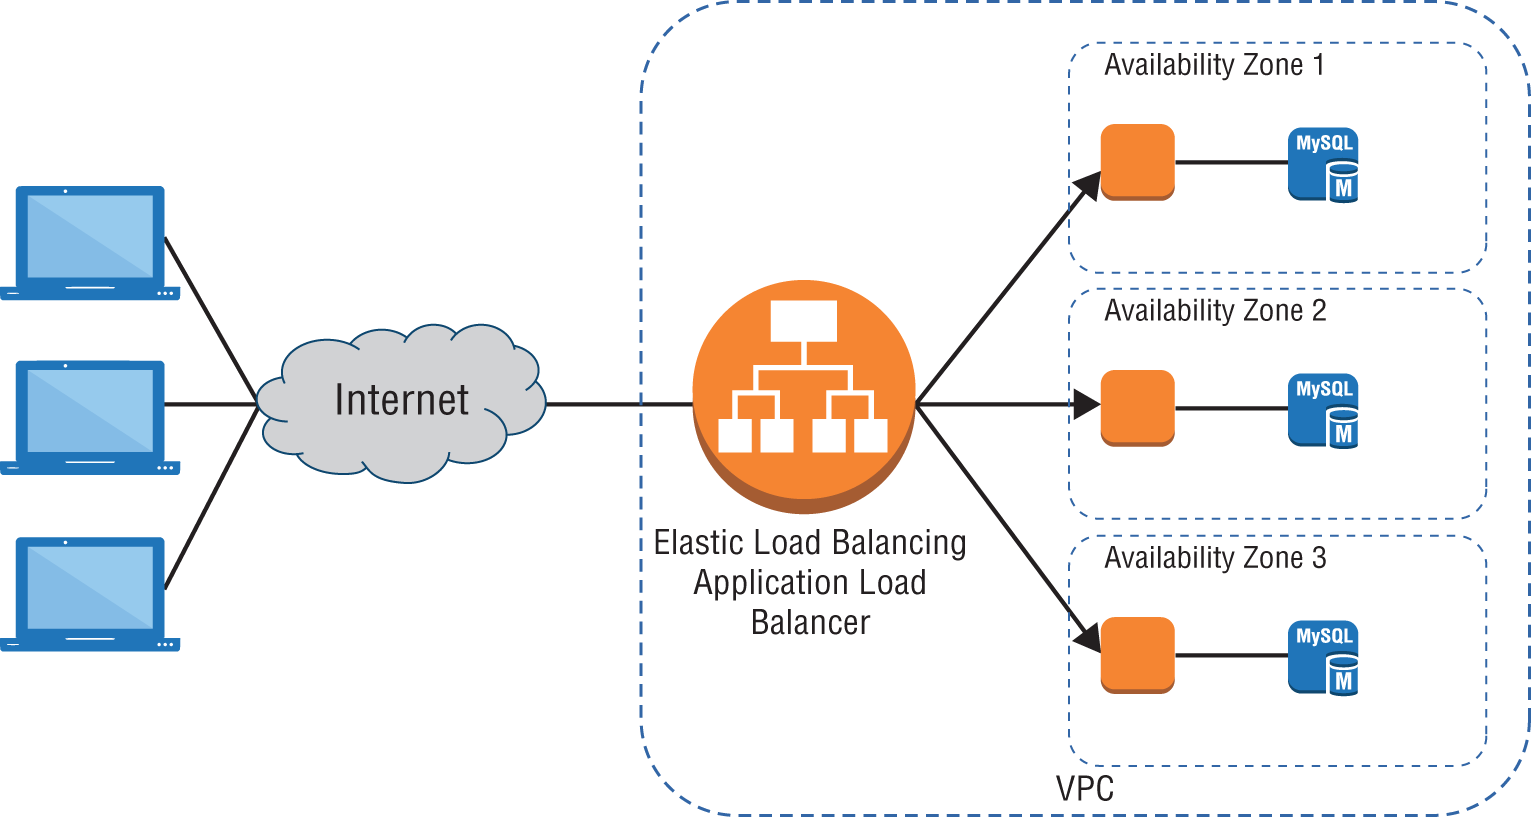 Availability Zone 1
MySQL
M
Availability Zone 2
MySQL
M
Internet
Elastic Load Balancing
Application Load
Balancer
Availability Zone 3
MySQL
M
VPC